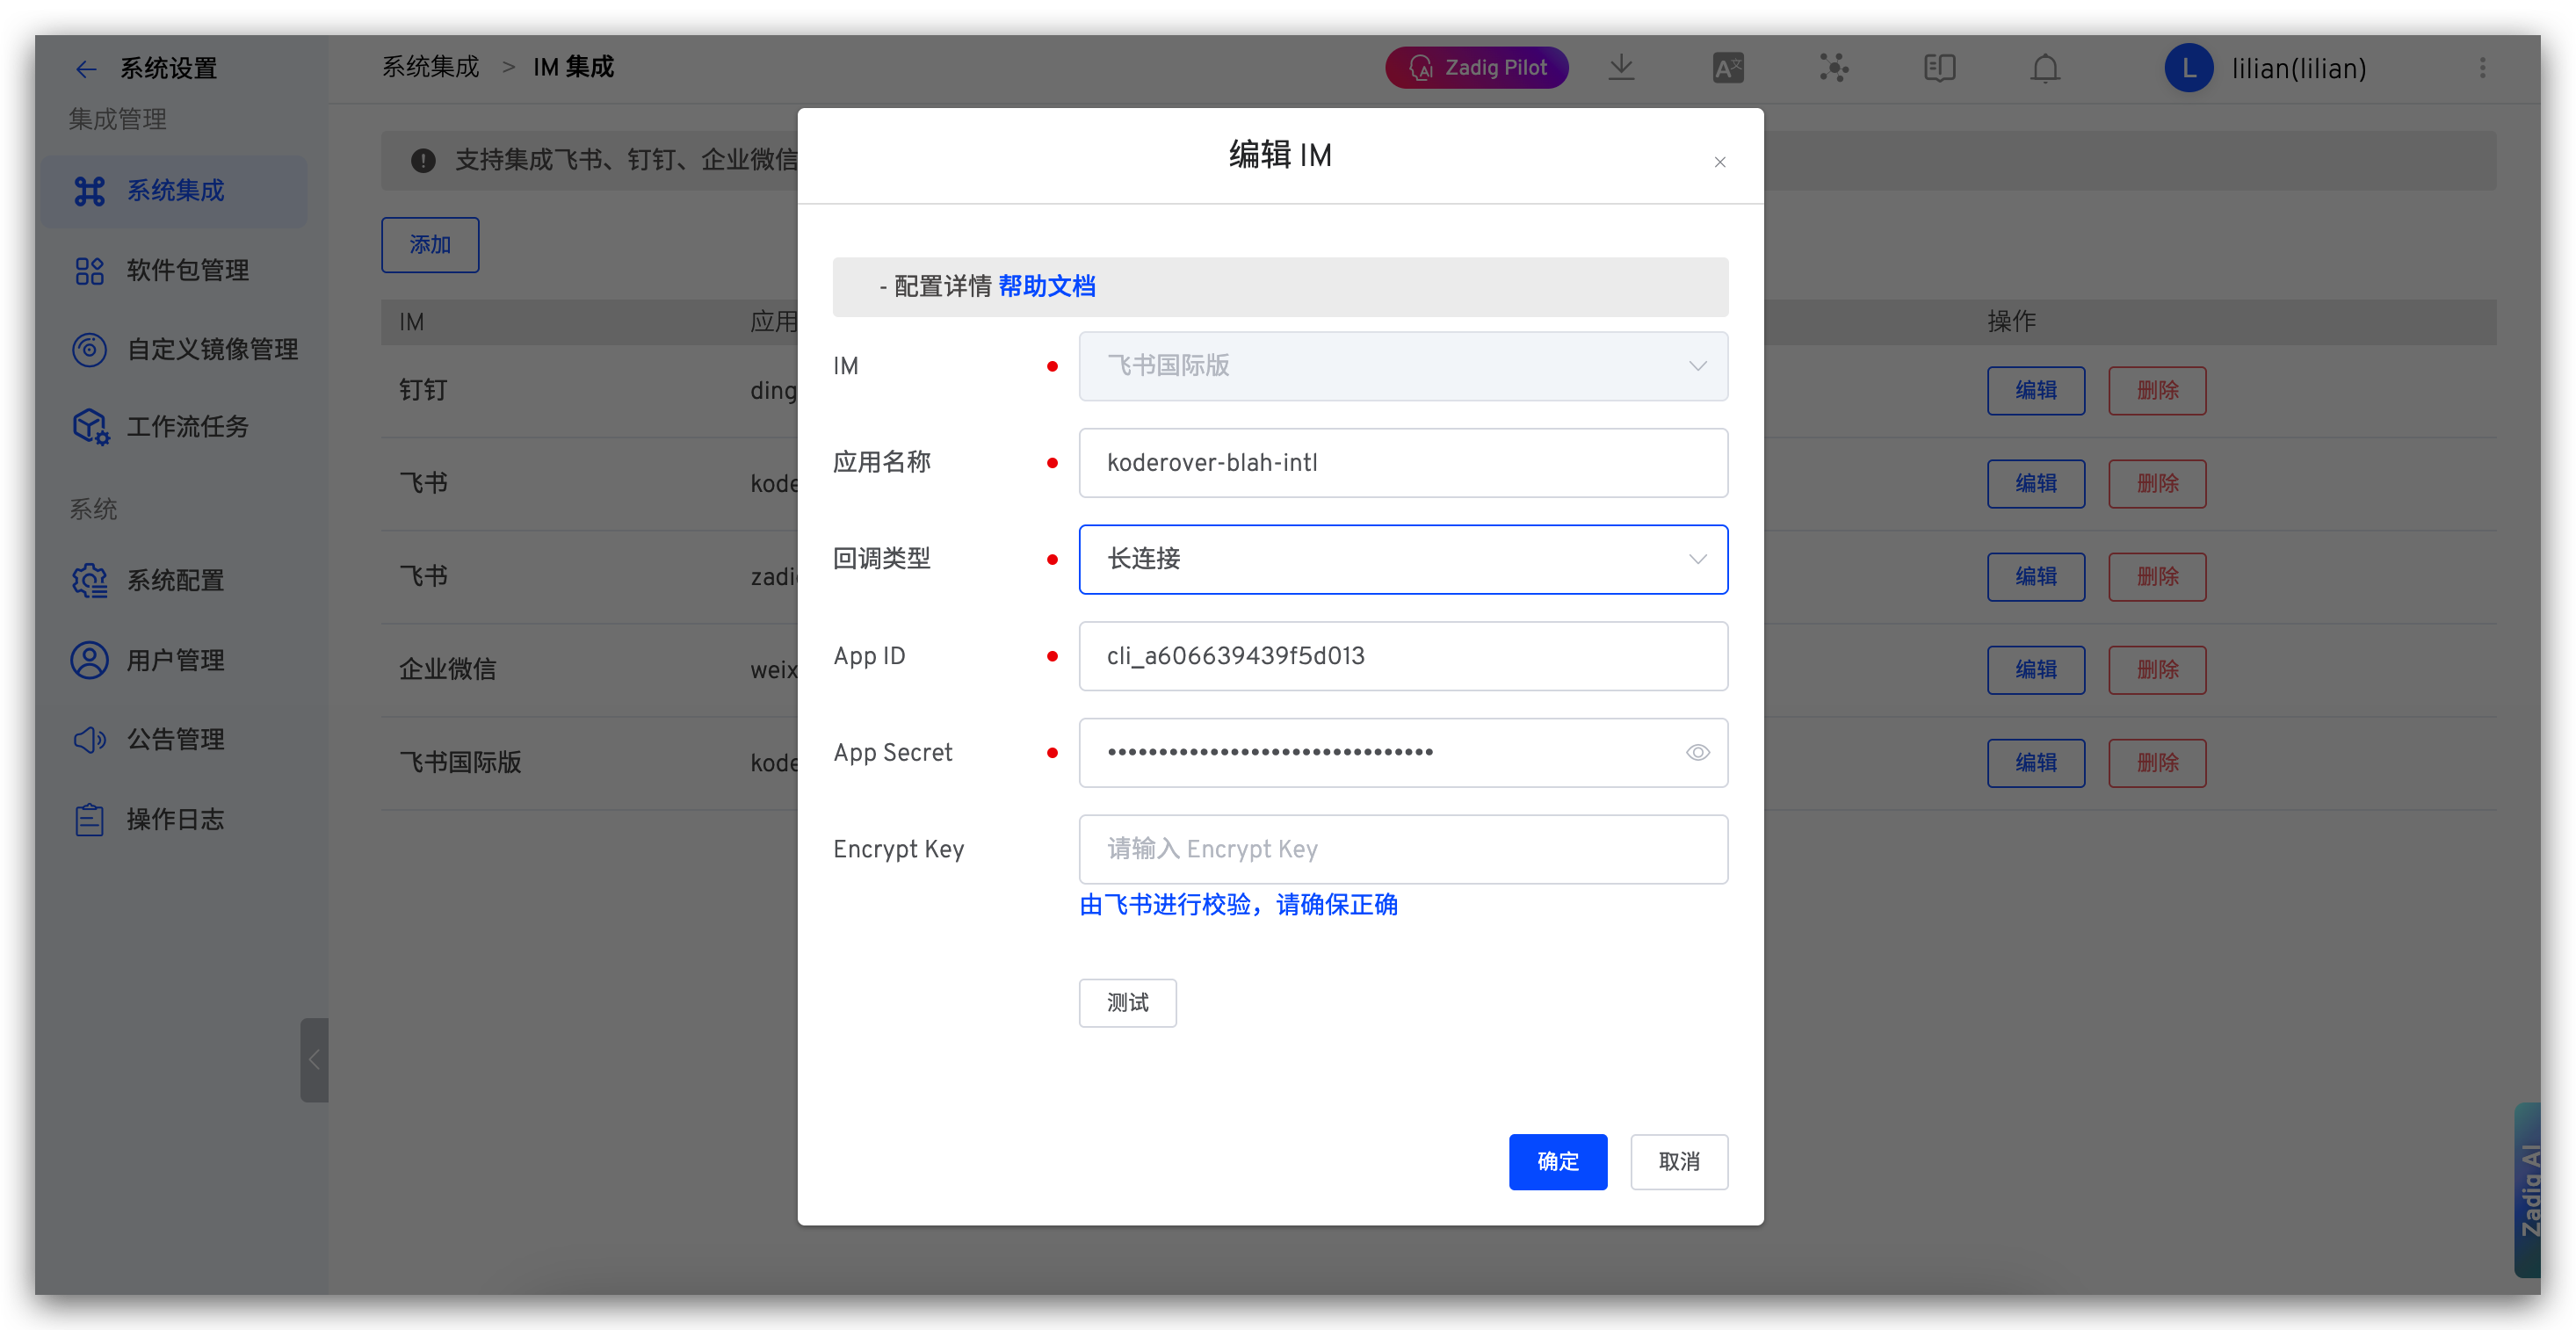 系统设置
系统集成 > IM 集成
Zadig Pilot
L
lilian(lilian)
集成管理
系统集成
软件包管理
自定义镜像管理
工作流任务
系统
系统配置
用户管理
公告管理
操作日志
支持集成飞书、钉钉、企业微信
添加
IM
应用
操作
钉钉
ding
编辑
删除
飞书
kode
编辑
删除
飞书
zadi
编辑
删除
企业微信
weix
编辑
删除
飞书国际版
kode
编辑
删除
编辑 IM
- 配置详情 帮助文档
IM
飞书国际版
应用名称
koderover-blah-intl
回调类型
长连接
App ID
cli_a606639439f5d013
App Secret
••••••••••••••••••••••••••••••••
Encrypt Key
请输入 Encrypt Key
由飞书进行校验，请确保正确
测试
确定
取消
Zadig AI